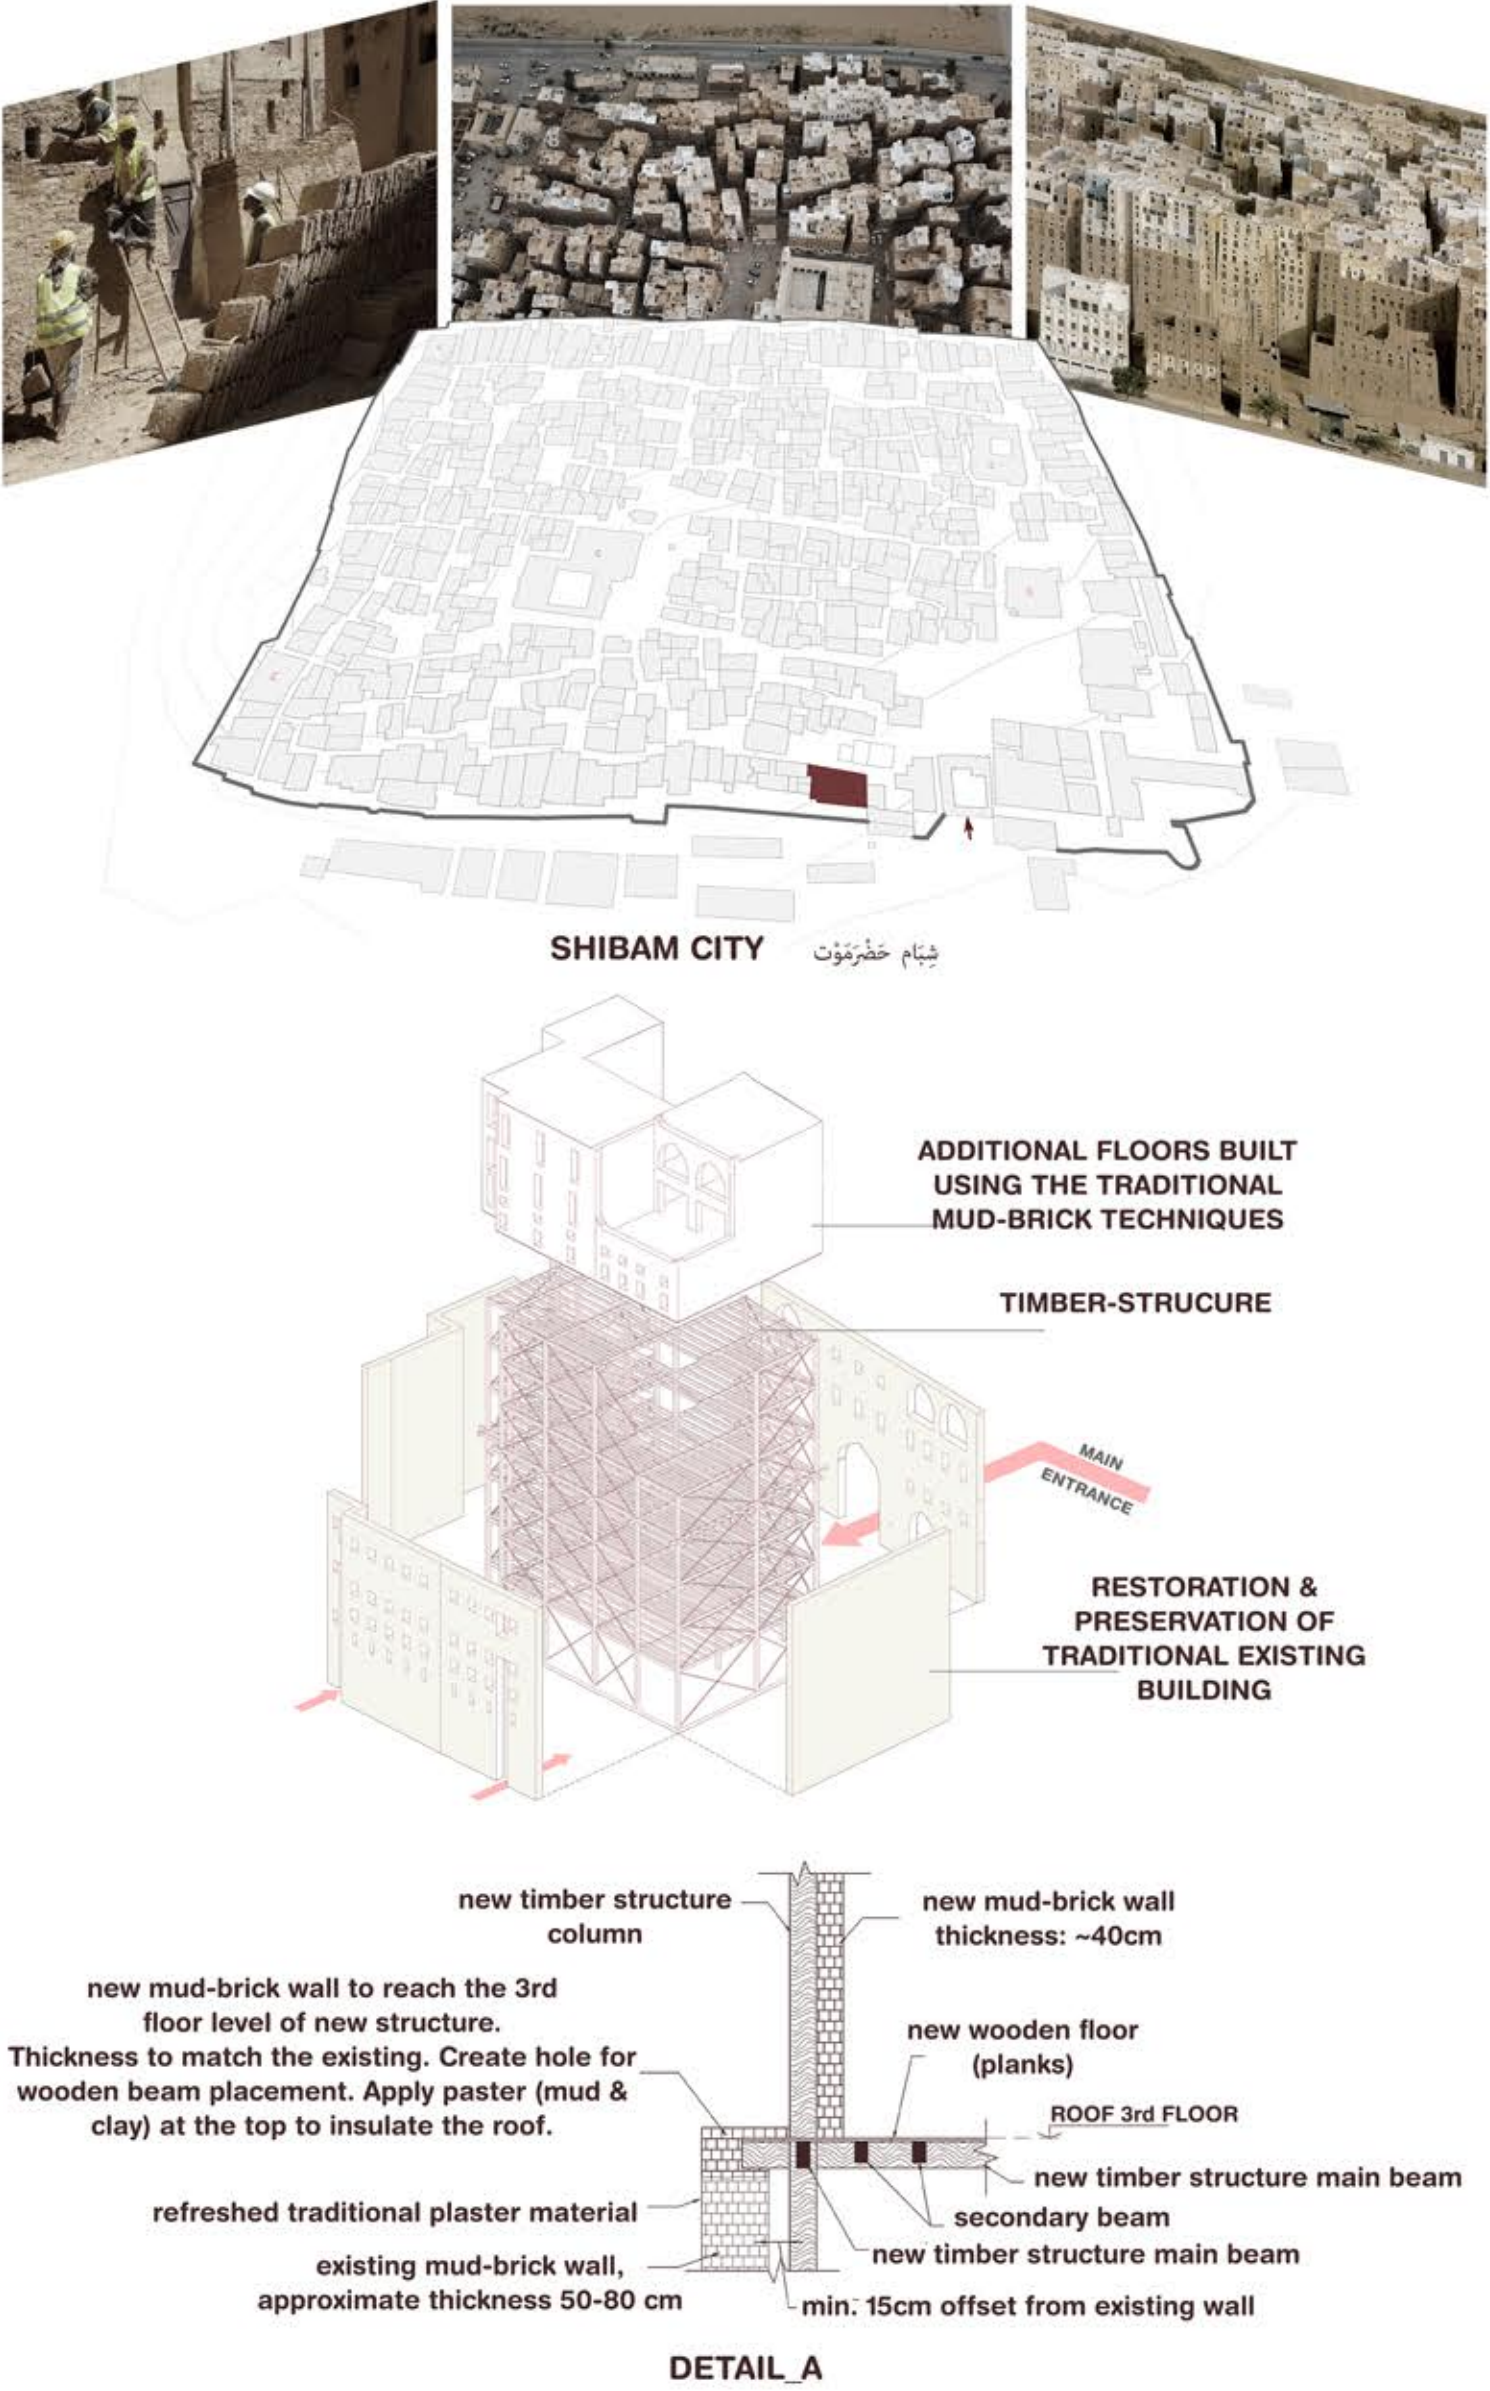 SHIBAM CITY شِبَام حَضْرَمَوْت
ADDITIONAL FLOORS BUILT
USING THE TRADITIONAL
MUD-BRICK TECHNIQUES
TIMBER-STRUCURE
MAIN
ENTRANCE
RESTORATION &
PRESERVATION OF
TRADITIONAL EXISTING
BUILDING
new timber structure
column
new mud-brick wall
thickness: ~40cm
new mud-brick wall to reach the 3rd
floor level of new structure.
Thickness to match the existing. Create hole for
wooden beam placement. Apply paster (mud &
clay) at the top to insulate the roof.
new wooden floor
(planks)
ROOF 3rd FLOOR
new timber structure main beam
refreshed traditional plaster material
secondary beam
new timber structure main beam
existing mud-brick wall,
approximate thickness 50-80 cm
min. 15cm offset from existing wall
DETAIL_A